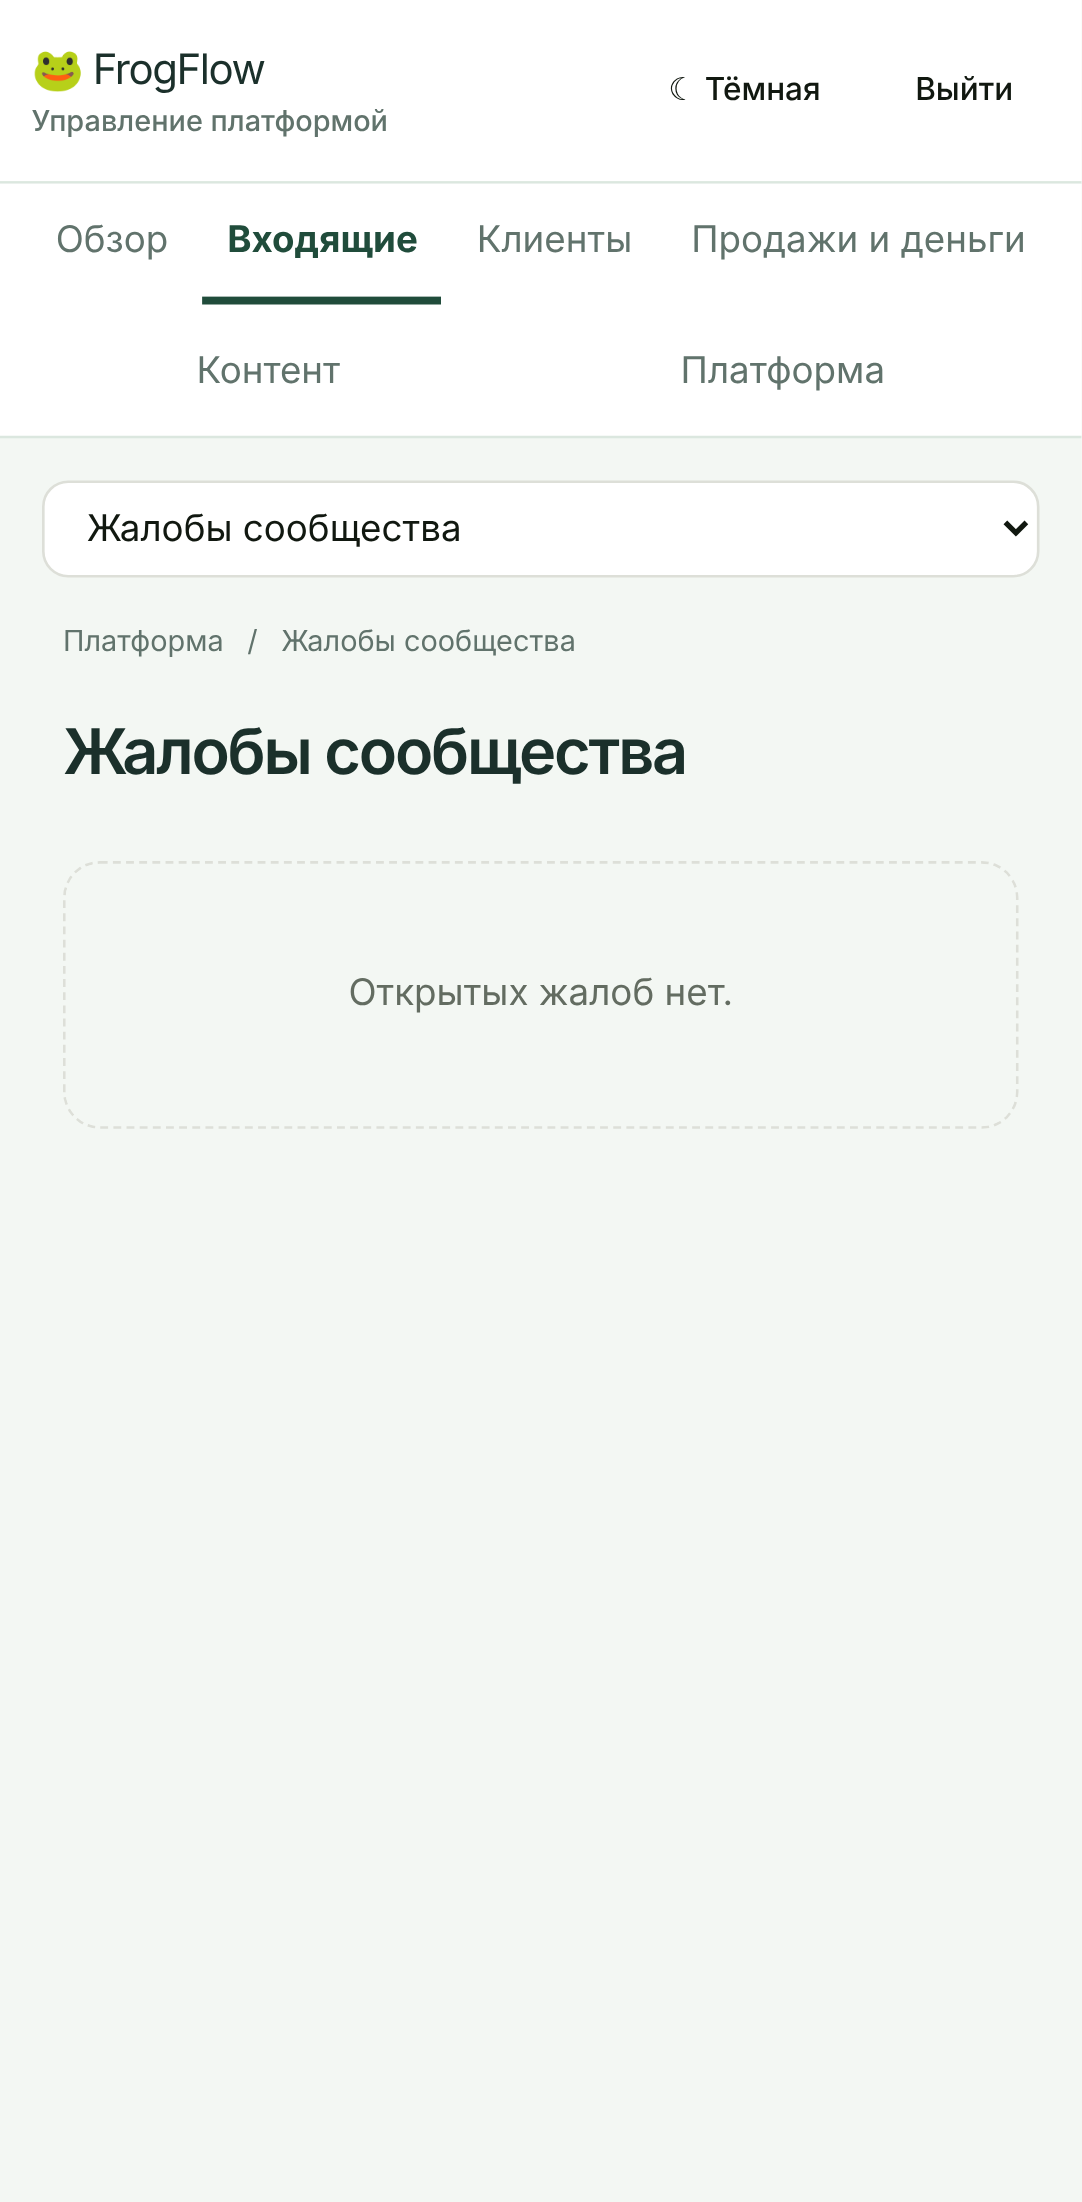 🐸 FrogFlow
Управление платформой
☾ Тёмная
Выйти
Обзор Входящие Клиенты Продажи и деньги
Контент Платформа
Жалобы сообщества
Платформа / Жалобы сообщества
Жалобы сообщества
Открытых жалоб нет.